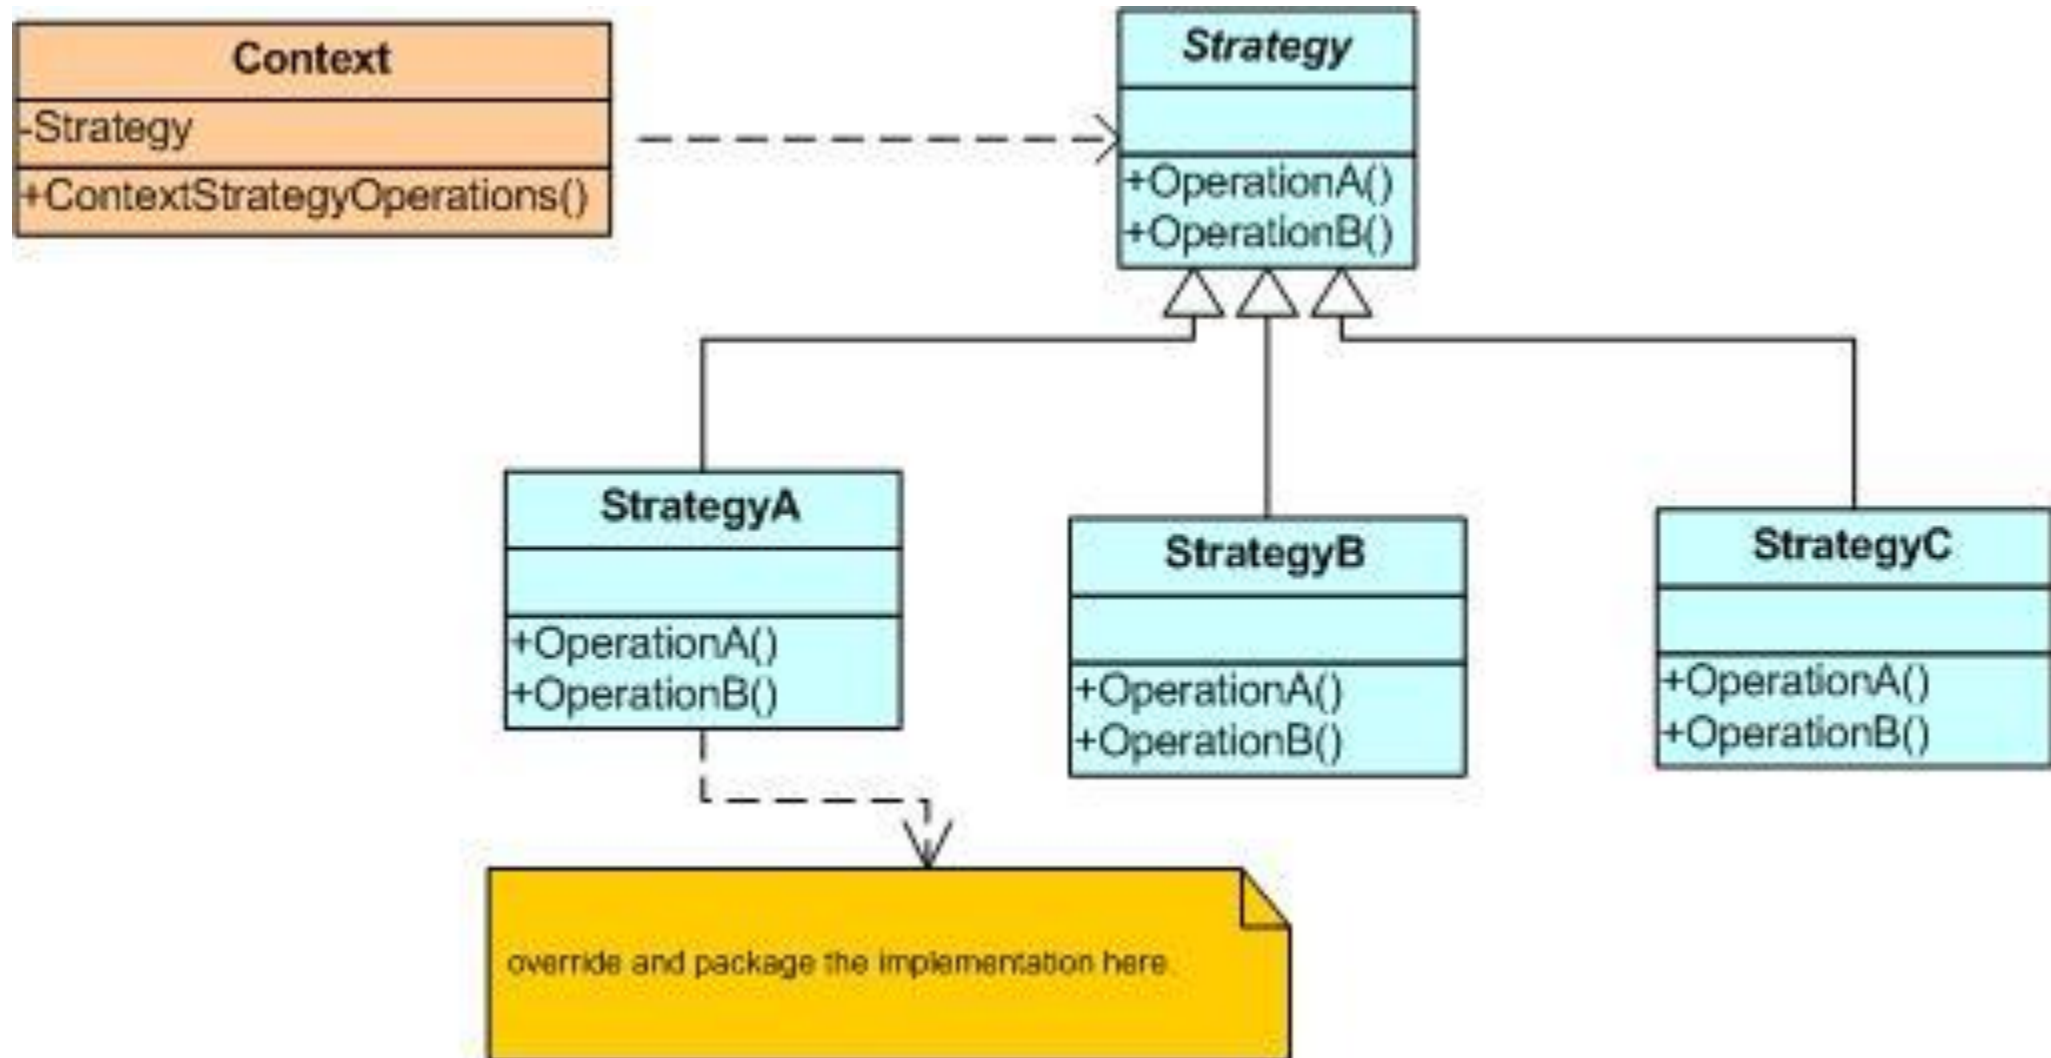 Context
-Strategy
+ContextStrategyOperations()
Strategy
+OperationA()
+OperationB()
StrategyA
+OperationA()
+OperationB()
StrategyB
+OperationA()
+OperationB()
StrategyC
+OperationA()
+OperationB()
override and package the implementation here.